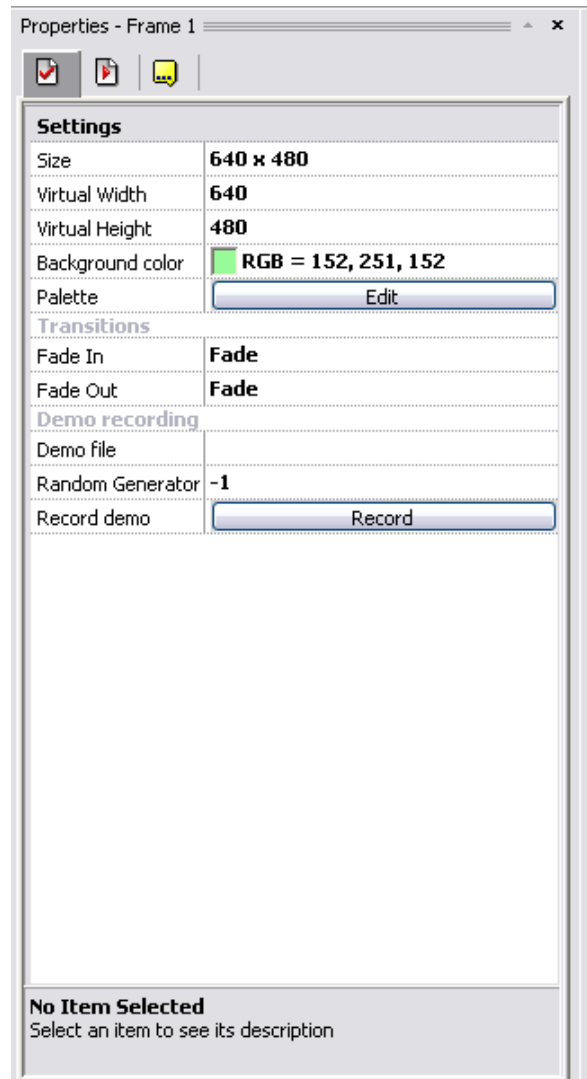 Properties - Frame 1
Settings
Size 640 x 480
Virtual Width 640
Virtual Height 480
Background color RGB = 152, 251, 152
Palette Edit
Transitions
Fade In Fade
Fade Out Fade
Demo recording
Demo file
Random Generator -1
Record demo Record
No Item Selected
Select an item to see its description